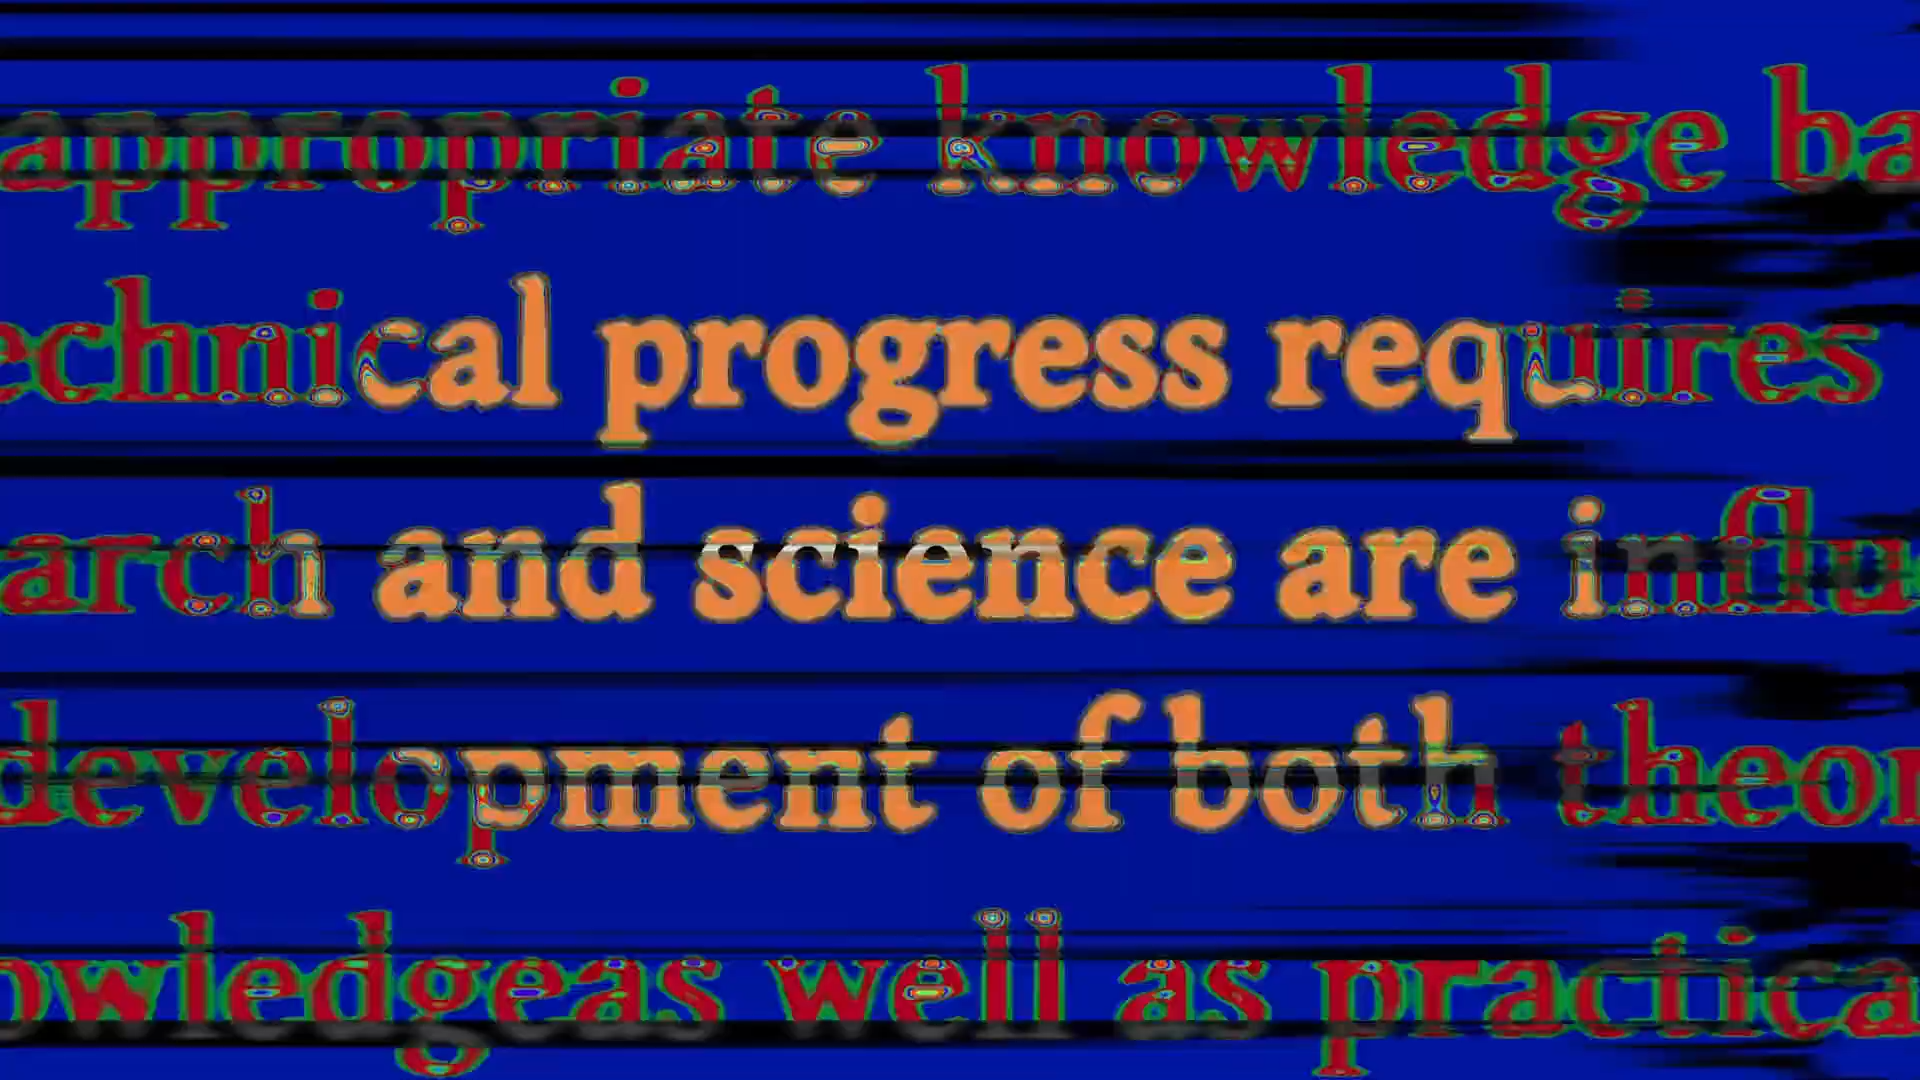 appropriate knowledge ba
echnical progress requires
arch and science are influ
development of both theor
owledgeas well as practica